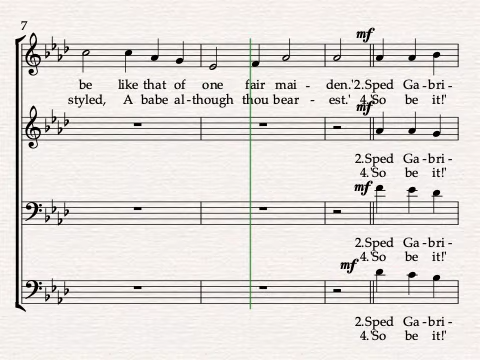 7
mf
be like that of one fair mai - den.'2.Sped Ga - bri -
styled, A babe al-though thou bear - est.' 4.'So be it!'
mf
2.Sped Ga - bri -
4.'So be it!'
mf
2.Sped Ga - bri -
4.'So be it!'
mf
2.Sped Ga - bri -
4.'So be it!'